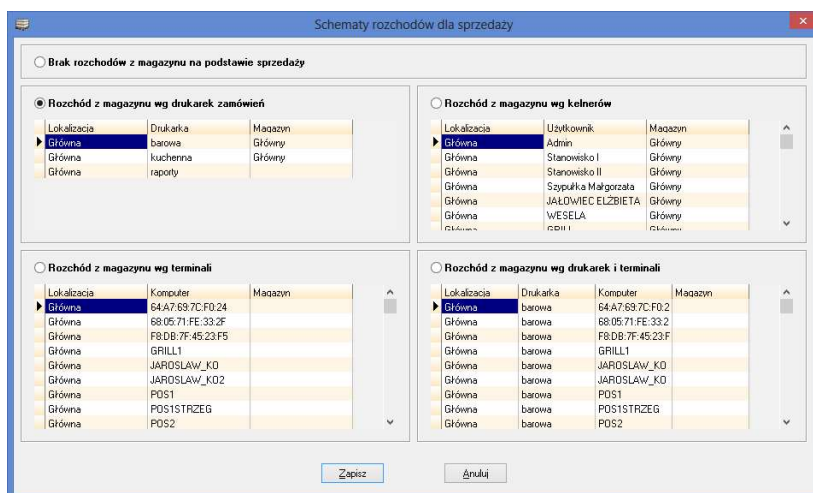 Schematy rozchodów dla sprzedaży
Brak rozchodów z magazynu na podstawie sprzedaży
Rozchód z magazynu wg drukarek zamówień
Lokalizacja Drukarka Magazyn
Główna barowa Główny
Główna kuchenna Główny
Główna raporty
Rozchód z magazynu wg kelnerów
Lokalizacja Użytkownik Magazyn
Główna Admin Główny
Główna Stanowisko I Główny
Główna Stanowisko II Główny
Główna Szypułka Małgorzata Główny
Główna JAŁOWIEC ELŻBIETA Główny
Główna WESELA Główny
Główna GRILL Główny
Rozchód z magazynu wg terminali
Lokalizacja Komputer Magazyn
Główna 64:A7:69:7C:F0:24
Główna 68:05:71:FE:33:2F
Główna F8:DB:7F:45:23:F5
Główna GRILL1
Główna JAROSLAW_KO
Główna JAROSLAW_KO2
Główna POS1
Główna POS1STRZEG
Główna POS2
Rozchód z magazynu wg drukarek i terminali
Lokalizacja Drukarka Komputer Magazyn
Główna barowa 64:A7:69:7C:F0:2
Główna barowa 68:05:71:FE:33:2
Główna barowa F8:DB:7F:45:23:F
Główna barowa GRILL1
Główna barowa JAROSLAW_KO
Główna barowa JAROSLAW_KO
Główna barowa POS1
Główna barowa POS1STRZEG
Główna barowa POS2
Zapisz Anuluj